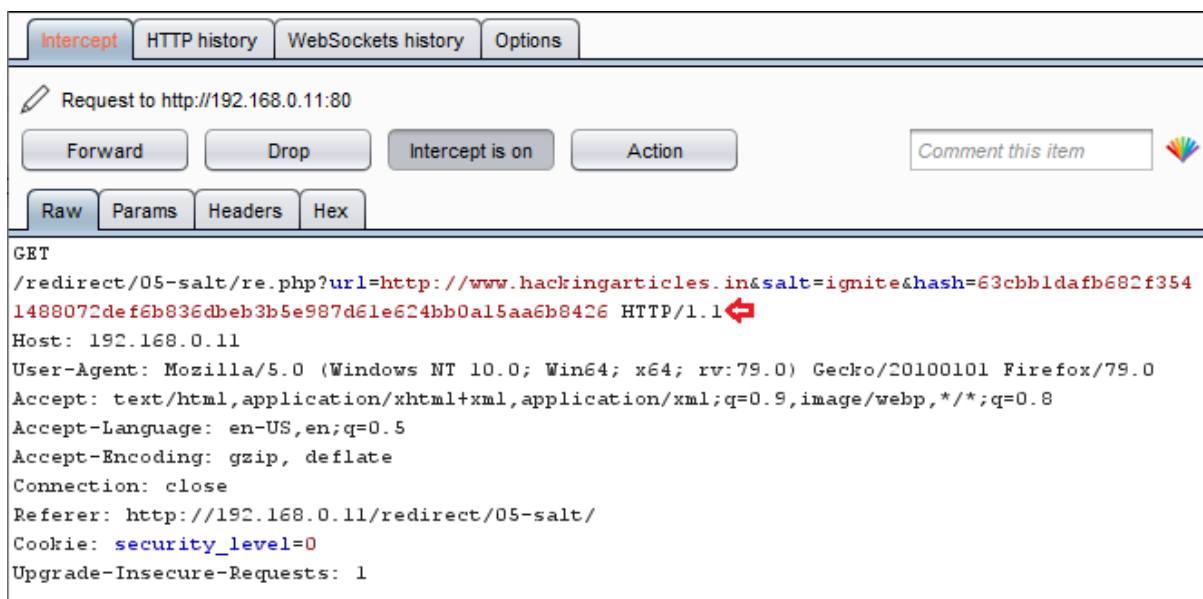 Intercept HTTP history WebSockets history Options
Request to http://192.168.0.11:80
Forward Drop Intercept is on Action Comment this item
Raw Params Headers Hex
GET
/redirect/05-salt/re.php?url=http://www.hackingarticles.in&salt=ignite&hash=63cbb1dafb682f354
1488072def6b836dbeb3b5e987d61e624bb0a15aa6b8426 HTTP/1.1
Host: 192.168.0.11
User-Agent: Mozilla/5.0 (Windows NT 10.0; Win64; x64; rv:79.0) Gecko/20100101 Firefox/79.0
Accept: text/html,application/xhtml+xml,application/xml;q=0.9,image/webp,*/*;q=0.8
Accept-Language: en-US,en;q=0.5
Accept-Encoding: gzip, deflate
Connection: close
Referer: http://192.168.0.11/redirect/05-salt/
Cookie: security_level=0
Upgrade-Insecure-Requests: 1